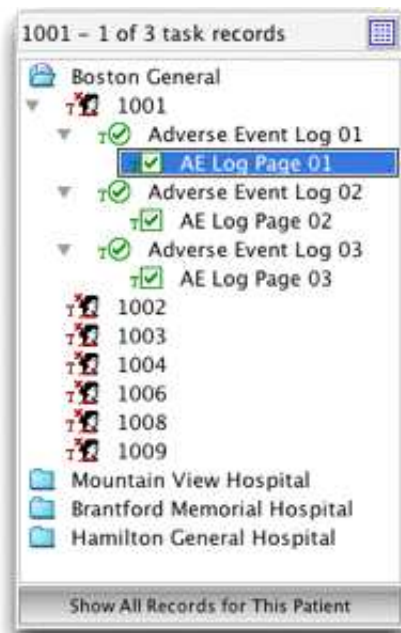 1001 – 1 of 3 task records
Boston General
T 1001
T Adverse Event Log 01
T AE Log Page 01
T Adverse Event Log 02
T AE Log Page 02
T Adverse Event Log 03
T AE Log Page 03
T 1002
T 1003
T 1004
T 1006
T 1008
T 1009
Mountain View Hospital
Brantford Memorial Hospital
Hamilton General Hospital
Show All Records for This Patient